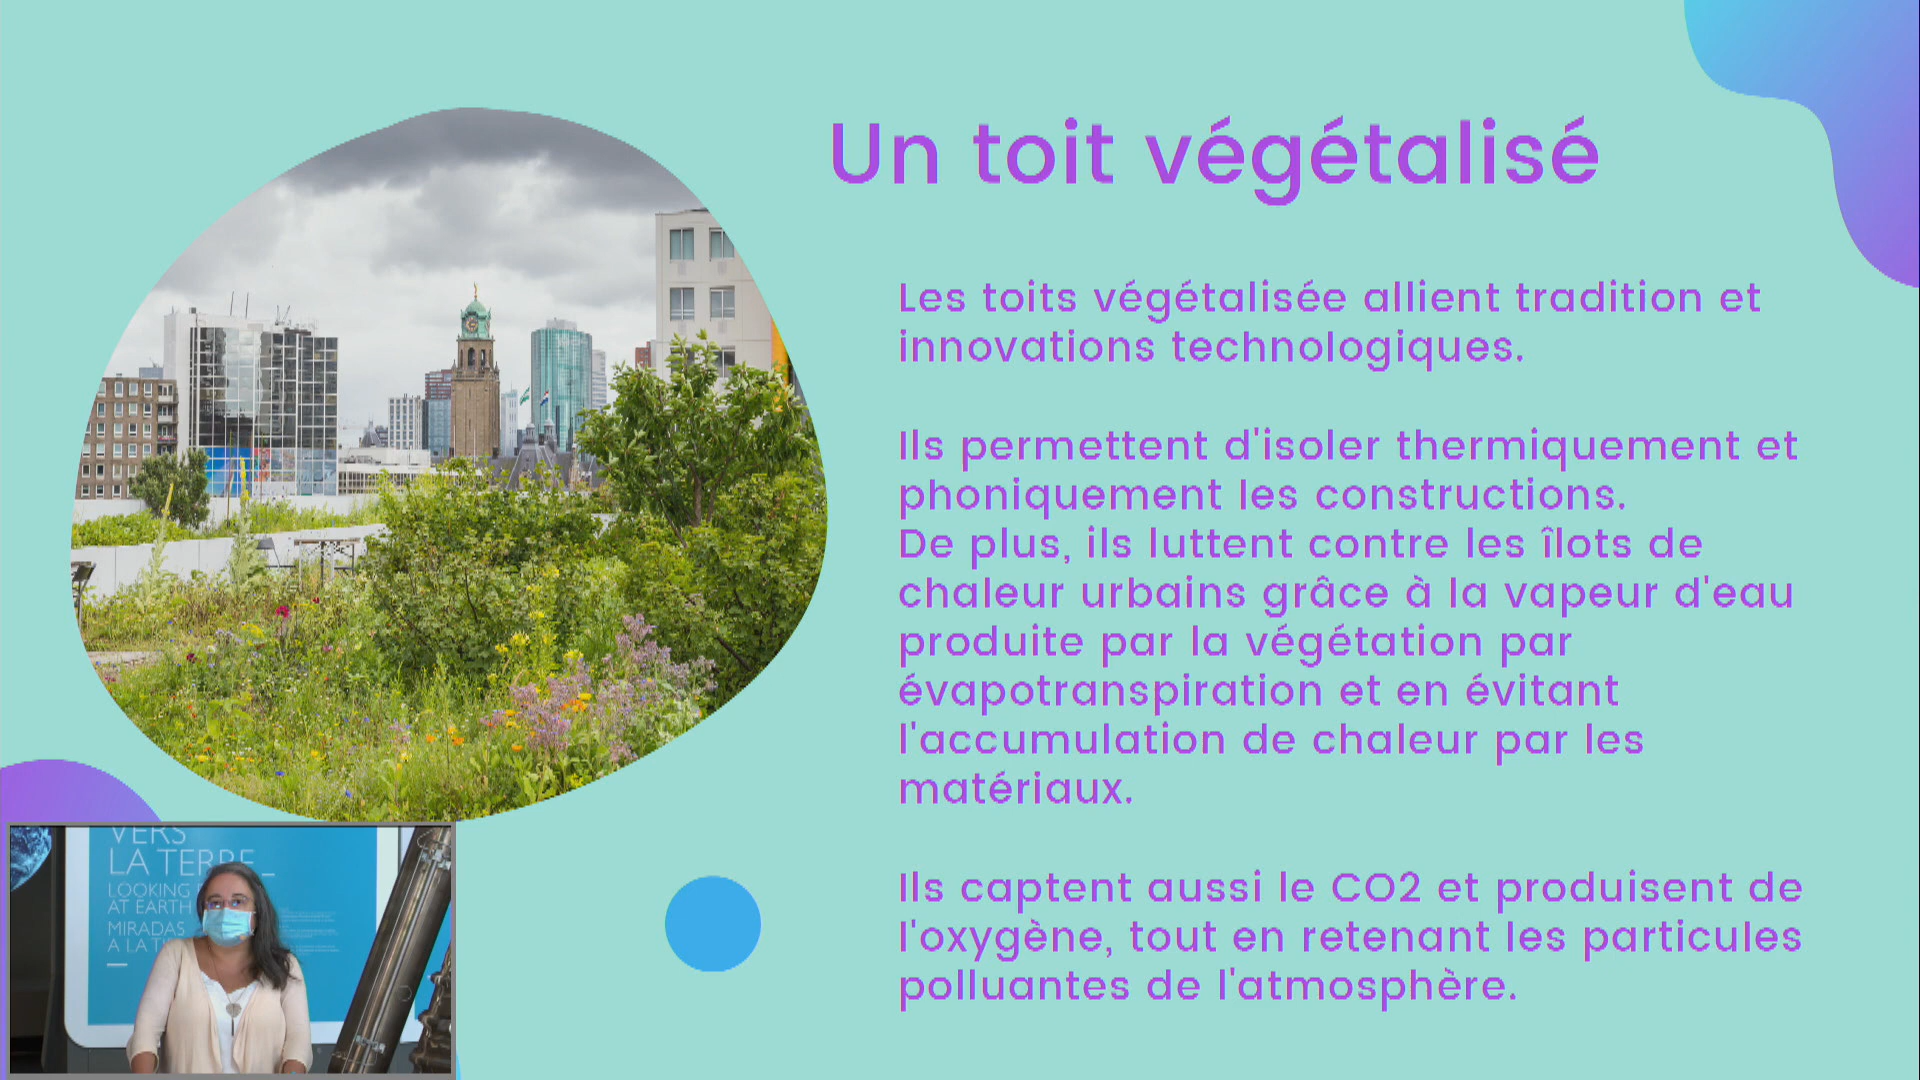 Un toit végétalisé
Les toits végétalisée allient tradition et
innovations technologiques.
Ils permettent d'isoler thermiquement et
phoniquement les constructions.
De plus, ils luttent contre les îlots de
chaleur urbains grâce à la vapeur d'eau
produite par la végétation par
évapotranspiration et en évitant
l'accumulation de chaleur par les
matériaux.
Ils captent aussi le CO2 et produisent de
l'oxygène, tout en retenant les particules
polluantes de l'atmosphère.
VERS
LA TERRE
LOOKING
AT EARTH
MIRADAS
A LA